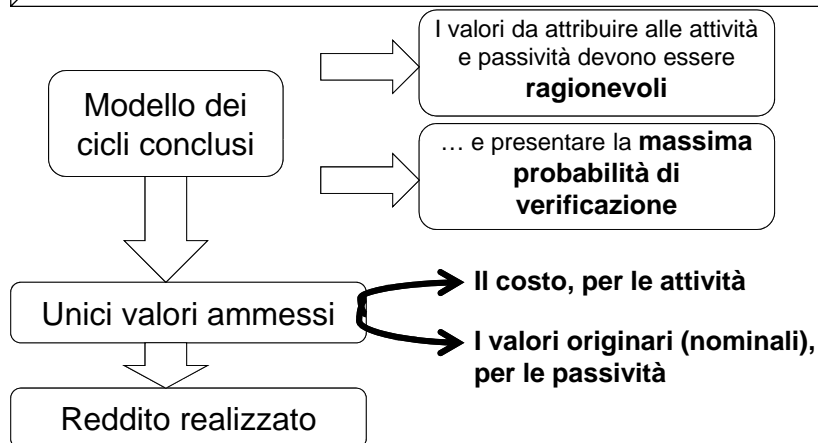 I valori da attribuire alle attività
e passività devono essere
ragionevoli
Modello dei
cicli conclusi
… e presentare la massima
probabilità di
verificazione
Il costo, per le attività
Unici valori ammessi
I valori originari (nominali),
per le passività
Reddito realizzato